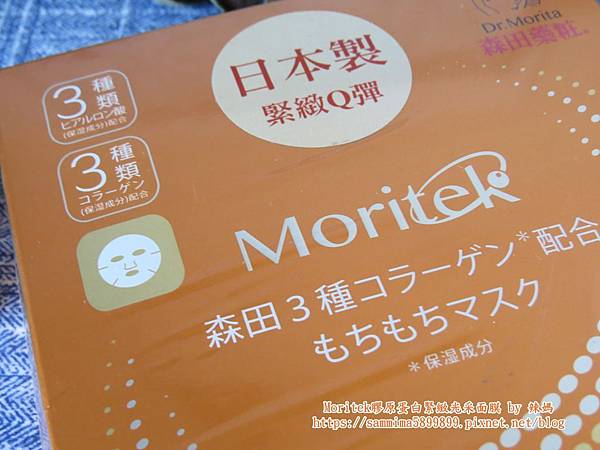 Dr.Morita
森田藥粧®
日本製
緊緻Q彈
3種類
ヒアルロン酸
(保湿成分)配合
3種類
コラーゲン
(保湿成分)配合
Moritek
森田3種コラーゲン*配合
もちもちマスク
*保湿成分
Moritek膠原蛋白緊緻光采面膜 by 辣媽
https://sammima5899899.pixnet.net/blog